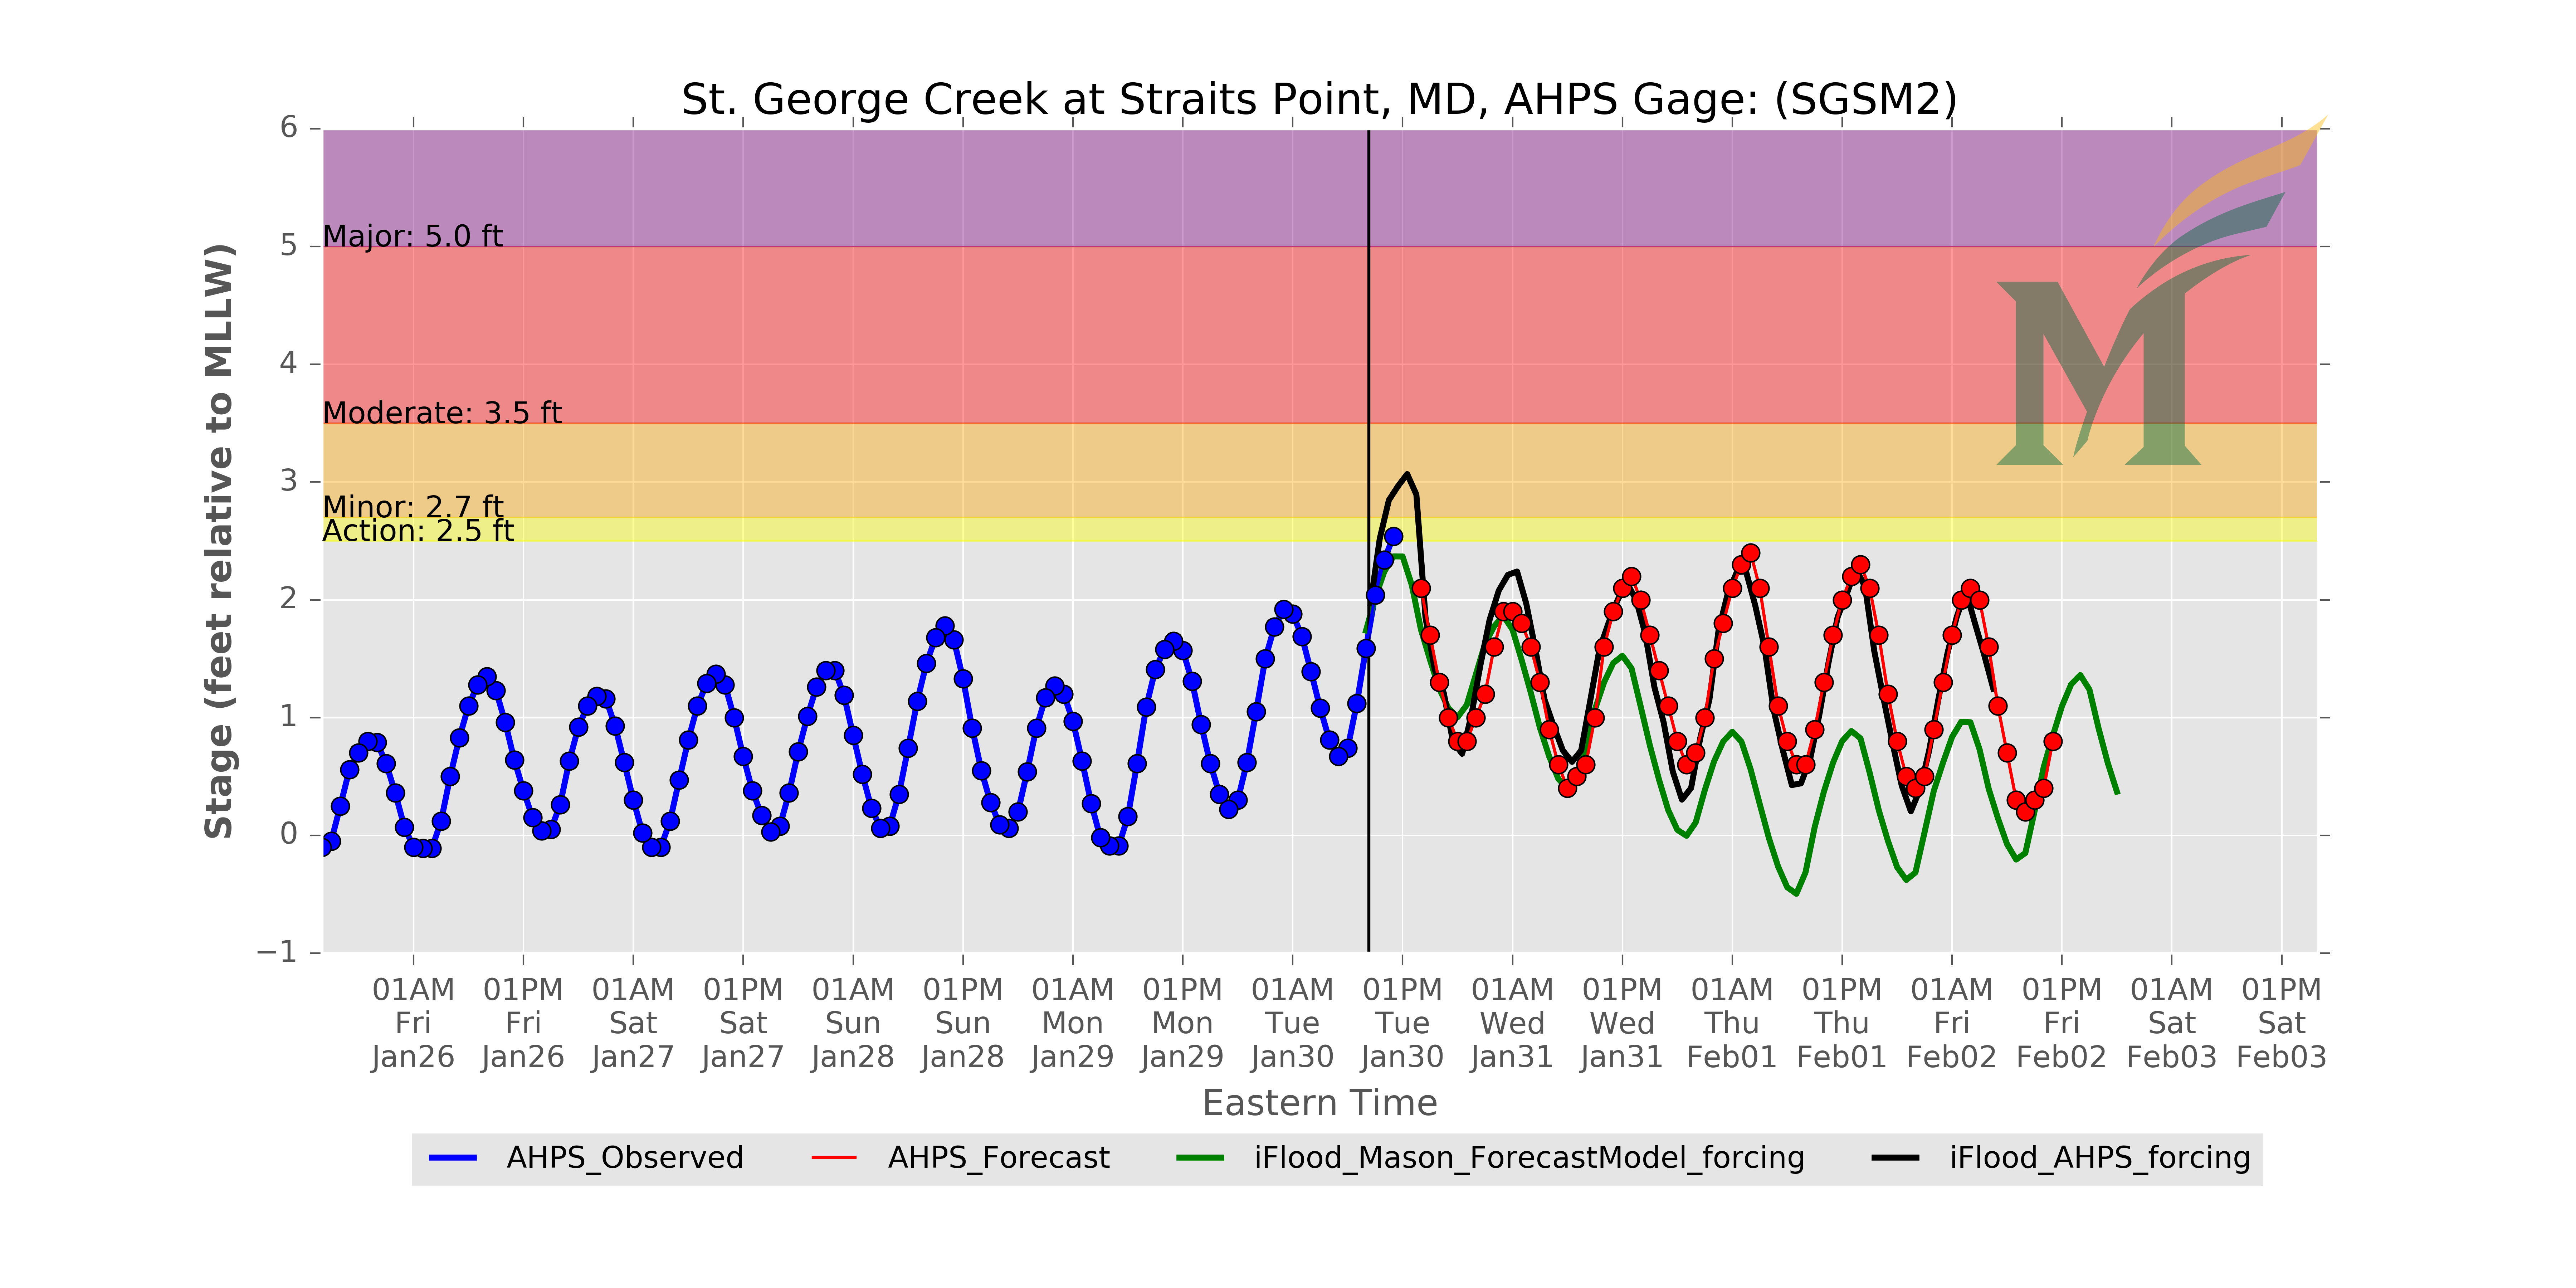 St. George Creek at Straits Point, MD, AHPS Gage: (SGSM2)
6
5
4
3
2
1
0
−1
Stage (feet relative to MLLW)
Major: 5.0 ft
Moderate: 3.5 ft
Minor: 2.7 ft
Action: 2.5 ft
M
01AM 01PM 01AM 01PM 01AM 01PM 01AM 01PM 01AM 01PM 01AM 01PM 01AM 01PM 01AM 01PM 01AM 01PM
Fri Fri Sat Sat Sun Sun Mon Mon Tue Tue Wed Wed Thu Thu Fri Fri Sat Sat
Jan26 Jan26 Jan27 Jan27 Jan28 Jan28 Jan29 Jan29 Jan30 Jan30 Jan31 Jan31 Feb01 Feb01 Feb02 Feb02 Feb03 Feb03
Eastern Time
AHPS_Observed AHPS_Forecast iFlood_Mason_ForecastModel_forcing iFlood_AHPS_forcing